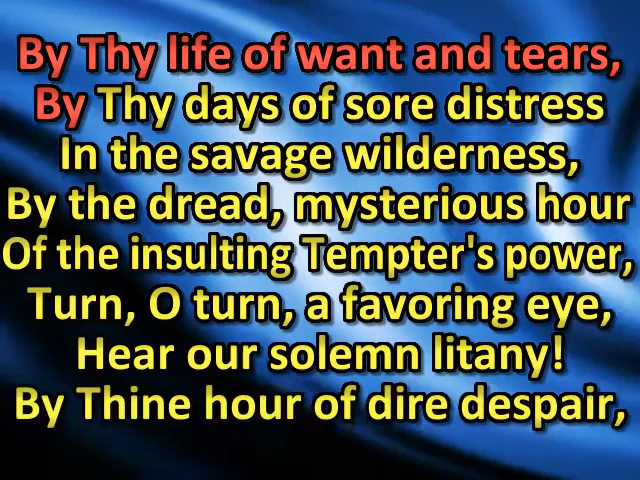 By Thy life of want and tears,
By Thy days of sore distress
In the savage wilderness,
By the dread, mysterious hour
Of the insulting Tempter's power,
Turn, O turn, a favoring eye,
Hear our solemn litany!
By Thine hour of dire despair,